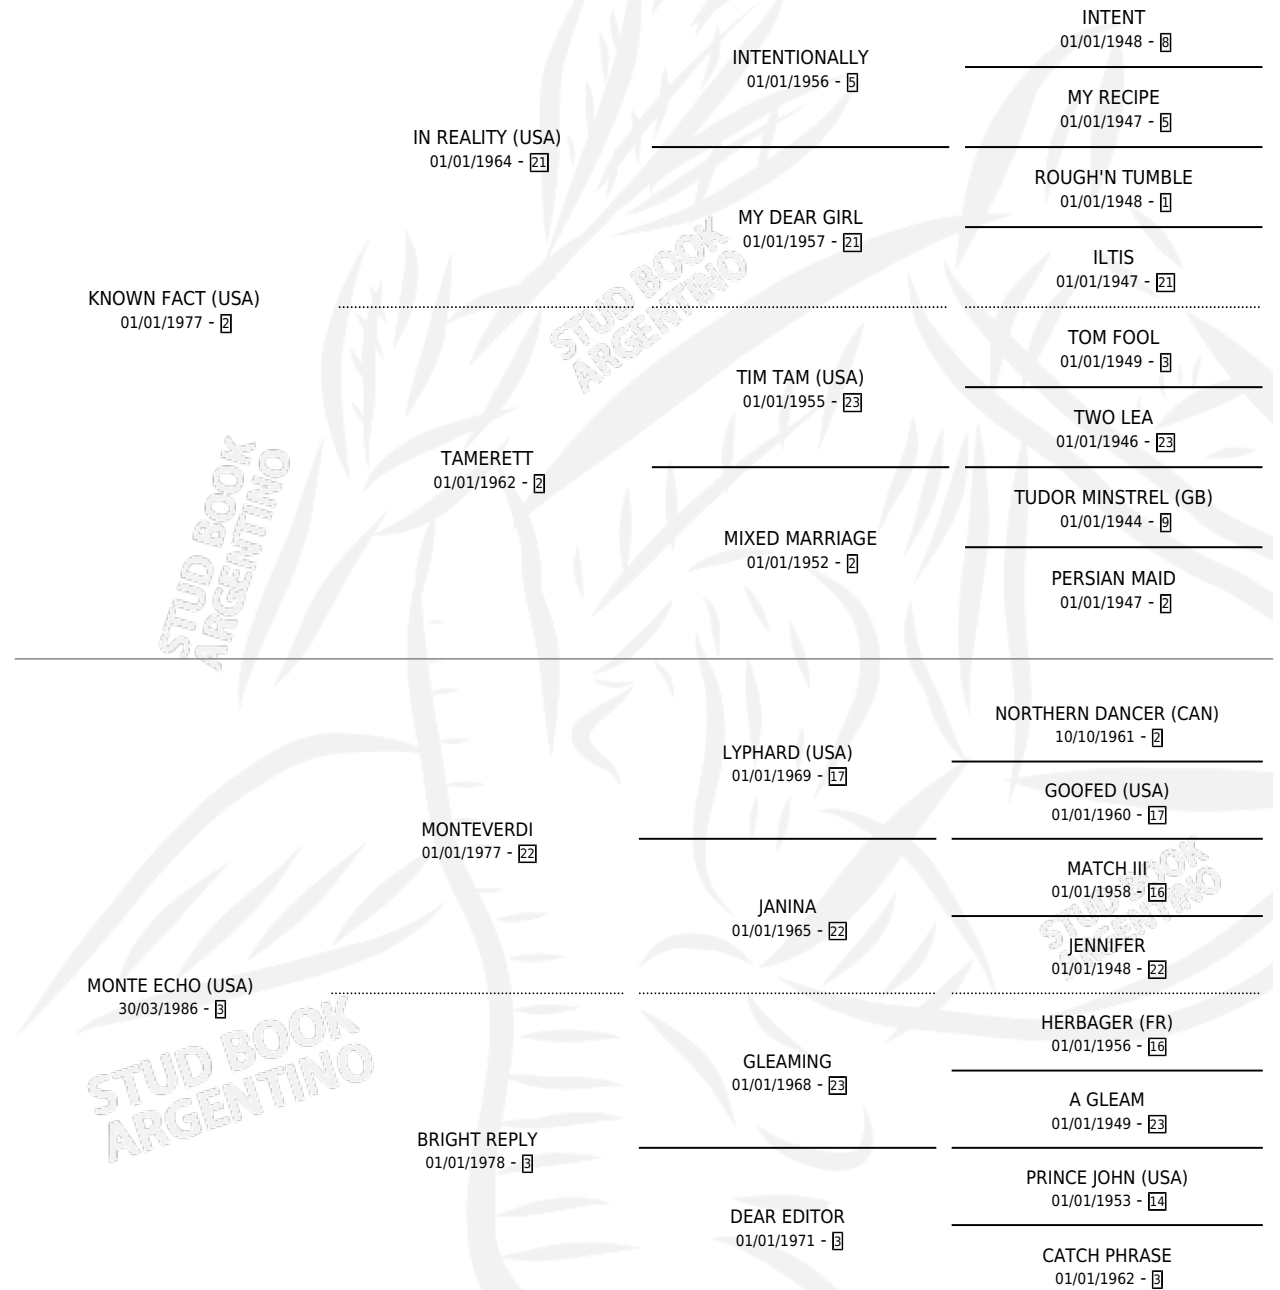 INTENT
01/01/1948 - 8
INTENTIONALLY
01/01/1956 - 5
MY RECIPE
01/01/1947 - 5
IN REALITY (USA)
01/01/1964 - 21
ROUGH'N TUMBLE
01/01/1948 - 1
MY DEAR GIRL
01/01/1957 - 21
ILTIS
01/01/1947 - 21
KNOWN FACT (USA)
01/01/1977 - 2
STUD BOOK
ARGENTINO
TOM FOOL
01/01/1949 - 3
TIM TAM (USA)
01/01/1955 - 23
TWO LEA
01/01/1946 - 23
TAMERETT
01/01/1962 - 2
TUDOR MINSTREL (GB)
01/01/1944 - 9
MIXED MARRIAGE
01/01/1952 - 2
PERSIAN MAID
01/01/1947 - 2
STUD BOOK
ARGENTINO
NORTHERN DANCER (CAN)
10/10/1961 - 2
LYPHARD (USA)
01/01/1969 - 17
GOOFED (USA)
01/01/1960 - 17
MONTEVERDI
01/01/1977 - 22
MATCH III
01/01/1958 - 16
JANINA
01/01/1965 - 22
JENNIFER
01/01/1948 - 22
STUD BOOK
ARGENTINO
MONTE ECHO (USA)
30/03/1986 - 3
HERBAGER (FR)
01/01/1956 - 16
GLEAMING
01/01/1968 - 23
A GLEAM
01/01/1949 - 23
STUD BOOK
ARGENTINO
BRIGHT REPLY
01/01/1978 - 3
PRINCE JOHN (USA)
01/01/1953 - 14
DEAR EDITOR
01/01/1971 - 3
CATCH PHRASE
01/01/1962 - 3